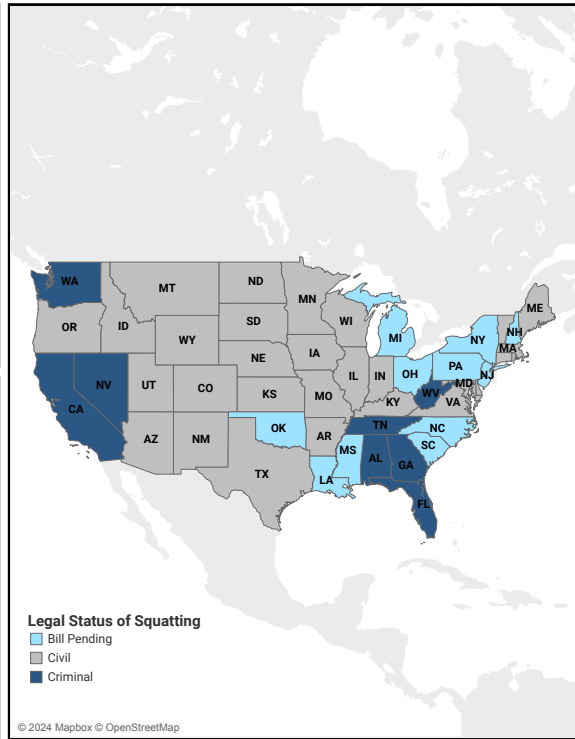 WA
MT
ND
MN
ME
OR
ID
SD
WI
MI
NY
NH
MA
WY
IA
PA
NJ
NE
NV
UT
CO
IL
IN
OH
MD
CA
KS
MO
KY
WV
VA
AZ
NM
OK
AR
TN
NC
SC
MS
AL
GA
TX
LA
FL
Legal Status of Squatting
Bill Pending
Civil
Criminal
© 2024 Mapbox © OpenStreetMap